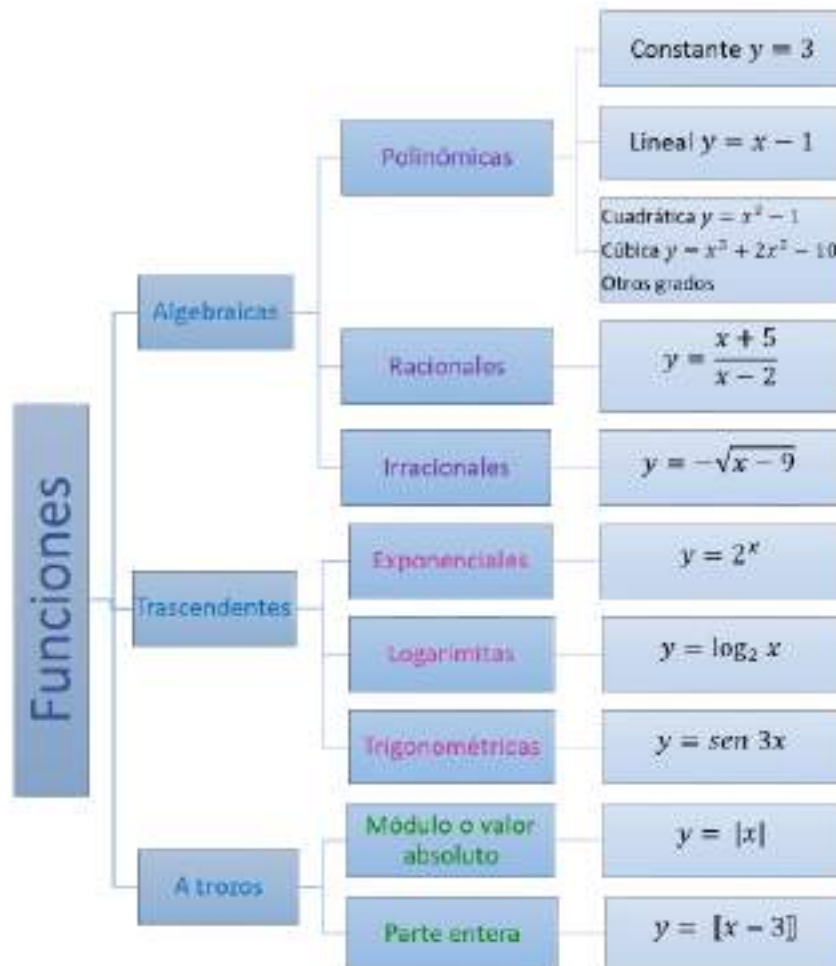 Funciones
Algebraicas
Polinómicas
Constante y = 3
Lineal y = x − 1
Cuadrática y = x² − 1
Cúbica y = x³ + 2x² − 10
Otros grados
Racionales
y = \frac{x + 5}{x − 2}
Irracionales
y = −√(x − 9)
Trascendentes
Exponenciales
y = 2ˣ
Logarimitas
y = log₂ x
Trigonométricas
y = sen 3x
A trozos
Módulo o valor
absoluto
y = |x|
Parte entera
y = ⟦x − 3⟧